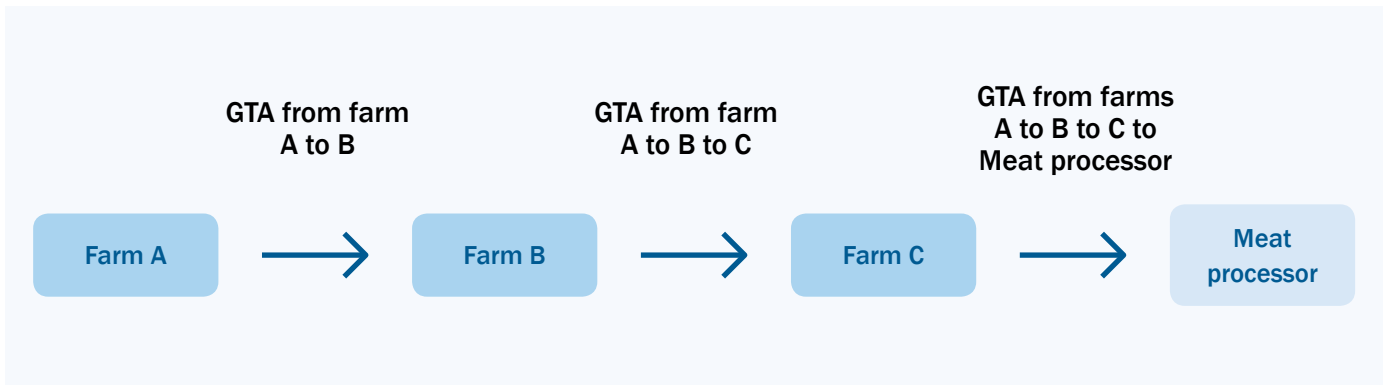 GTA from farm
A to B
GTA from farm
A to B to C
GTA from farms
A to B to C to
Meat processor
Farm A
Farm B
Farm C
Meat
processor